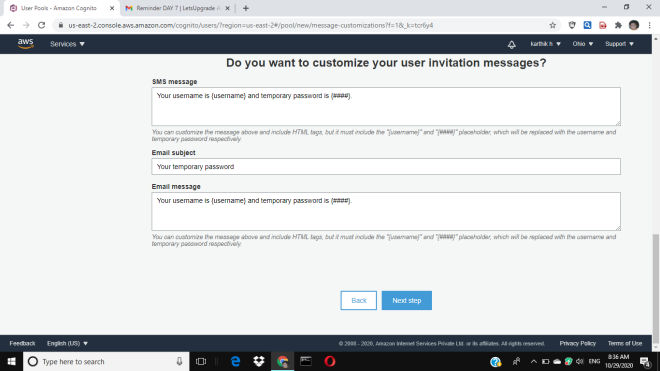 User Pools - Amazon Cognito
Reminder DAY 7 | LetsUpgrade
us-east-2.console.aws.amazon.com/cognito/users/?region=us-east-2#/pool/new/message-customizations?f=1&_k=tcr6y4
aws Services karthik h Ohio Support
Do you want to customize your user invitation messages?
SMS message
Your username is {username} and temporary password is {####}.
You can customize the message above and include HTML tags, but it must include the "{username}" and "{####}" placeholder, which will be replaced with the username and
temporary password respectively.
Email subject
Your temporary password
Email message
Your username is {username} and temporary password is {####}.
You can customize the message above and include HTML tags, but it must include the "{username}" and "{####}" placeholder, which will be replaced with the username and
temporary password respectively.
Back Next step
Feedback English (US) © 2008 - 2020, Amazon Internet Services Private Ltd. or its affiliates. All rights reserved. Privacy Policy Terms of Use
Type here to search ENG 8:36 AM
10/29/2020 4